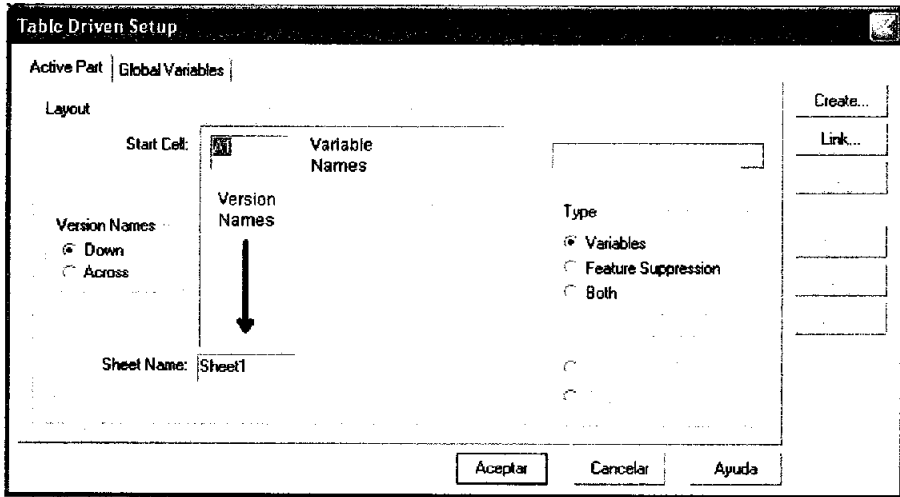 Table Driven Setup
Active Part
Global Variables
Layout
Start Cell:
A1
Variable
Names
Version
Names
Version Names
Down
Across
Sheet Name:
Sheet1
Type
Variables
Feature Suppression
Both
Create...
Link...
Aceptar
Cancelar
Ayuda